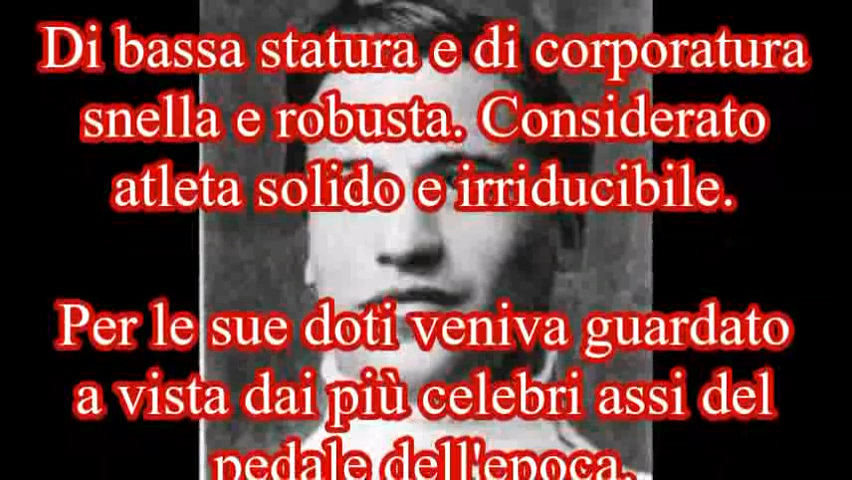 Di bassa statura e di corporatura
snella e robusta. Considerato
atleta solido e irriducibile.
Per le sue doti veniva guardato
a vista dai più celebri assi del
pedale dell'epoca.